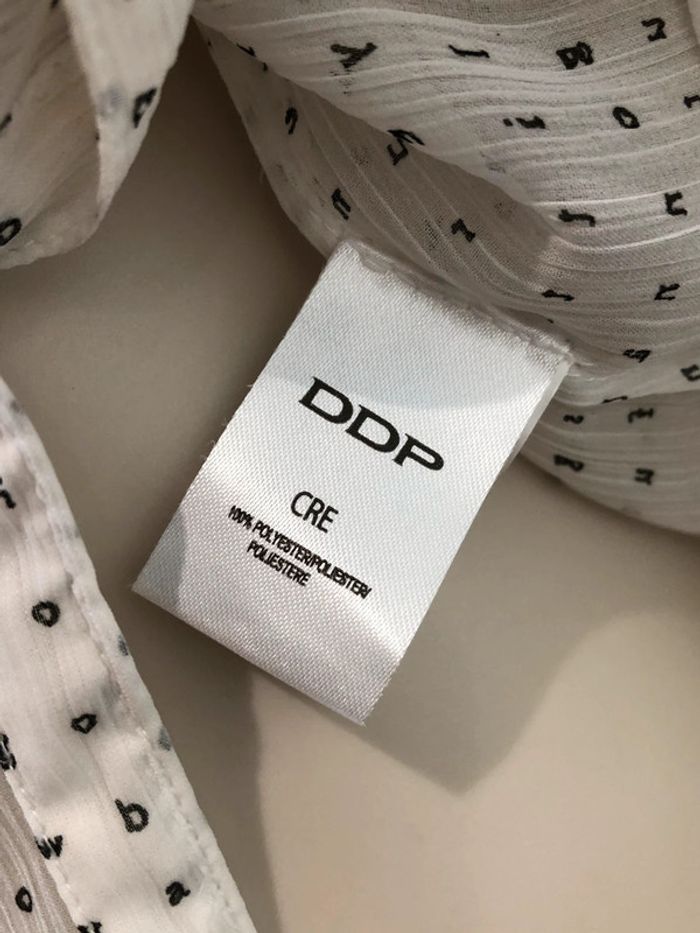 DDP
CRE
100% POLYESTER/POLIESTER/
POLIESTERE